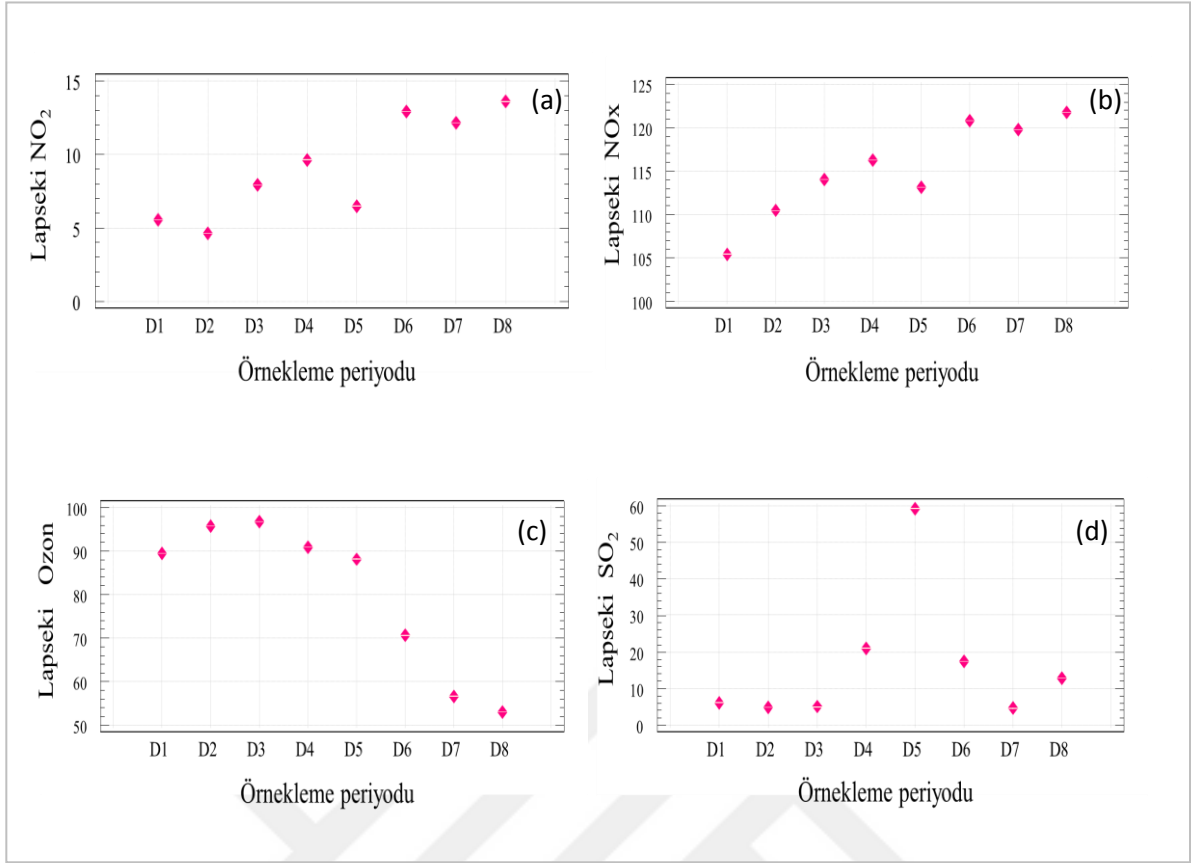 (a)
Lapseki NO₂
15
10
5
0
D1 D2 D3 D4 D5 D6 D7 D8
Örnekleme periyodu
(b)
Lapseki NOx
125
120
115
110
105
100
D1 D2 D3 D4 D5 D6 D7 D8
Örnekleme periyodu
(c)
Lapseki Ozon
100
90
80
70
60
50
D1 D2 D3 D4 D5 D6 D7 D8
Örnekleme periyodu
(d)
Lapseki SO₂
60
50
40
30
20
10
0
D1 D2 D3 D4 D5 D6 D7 D8
Örnekleme periyodu